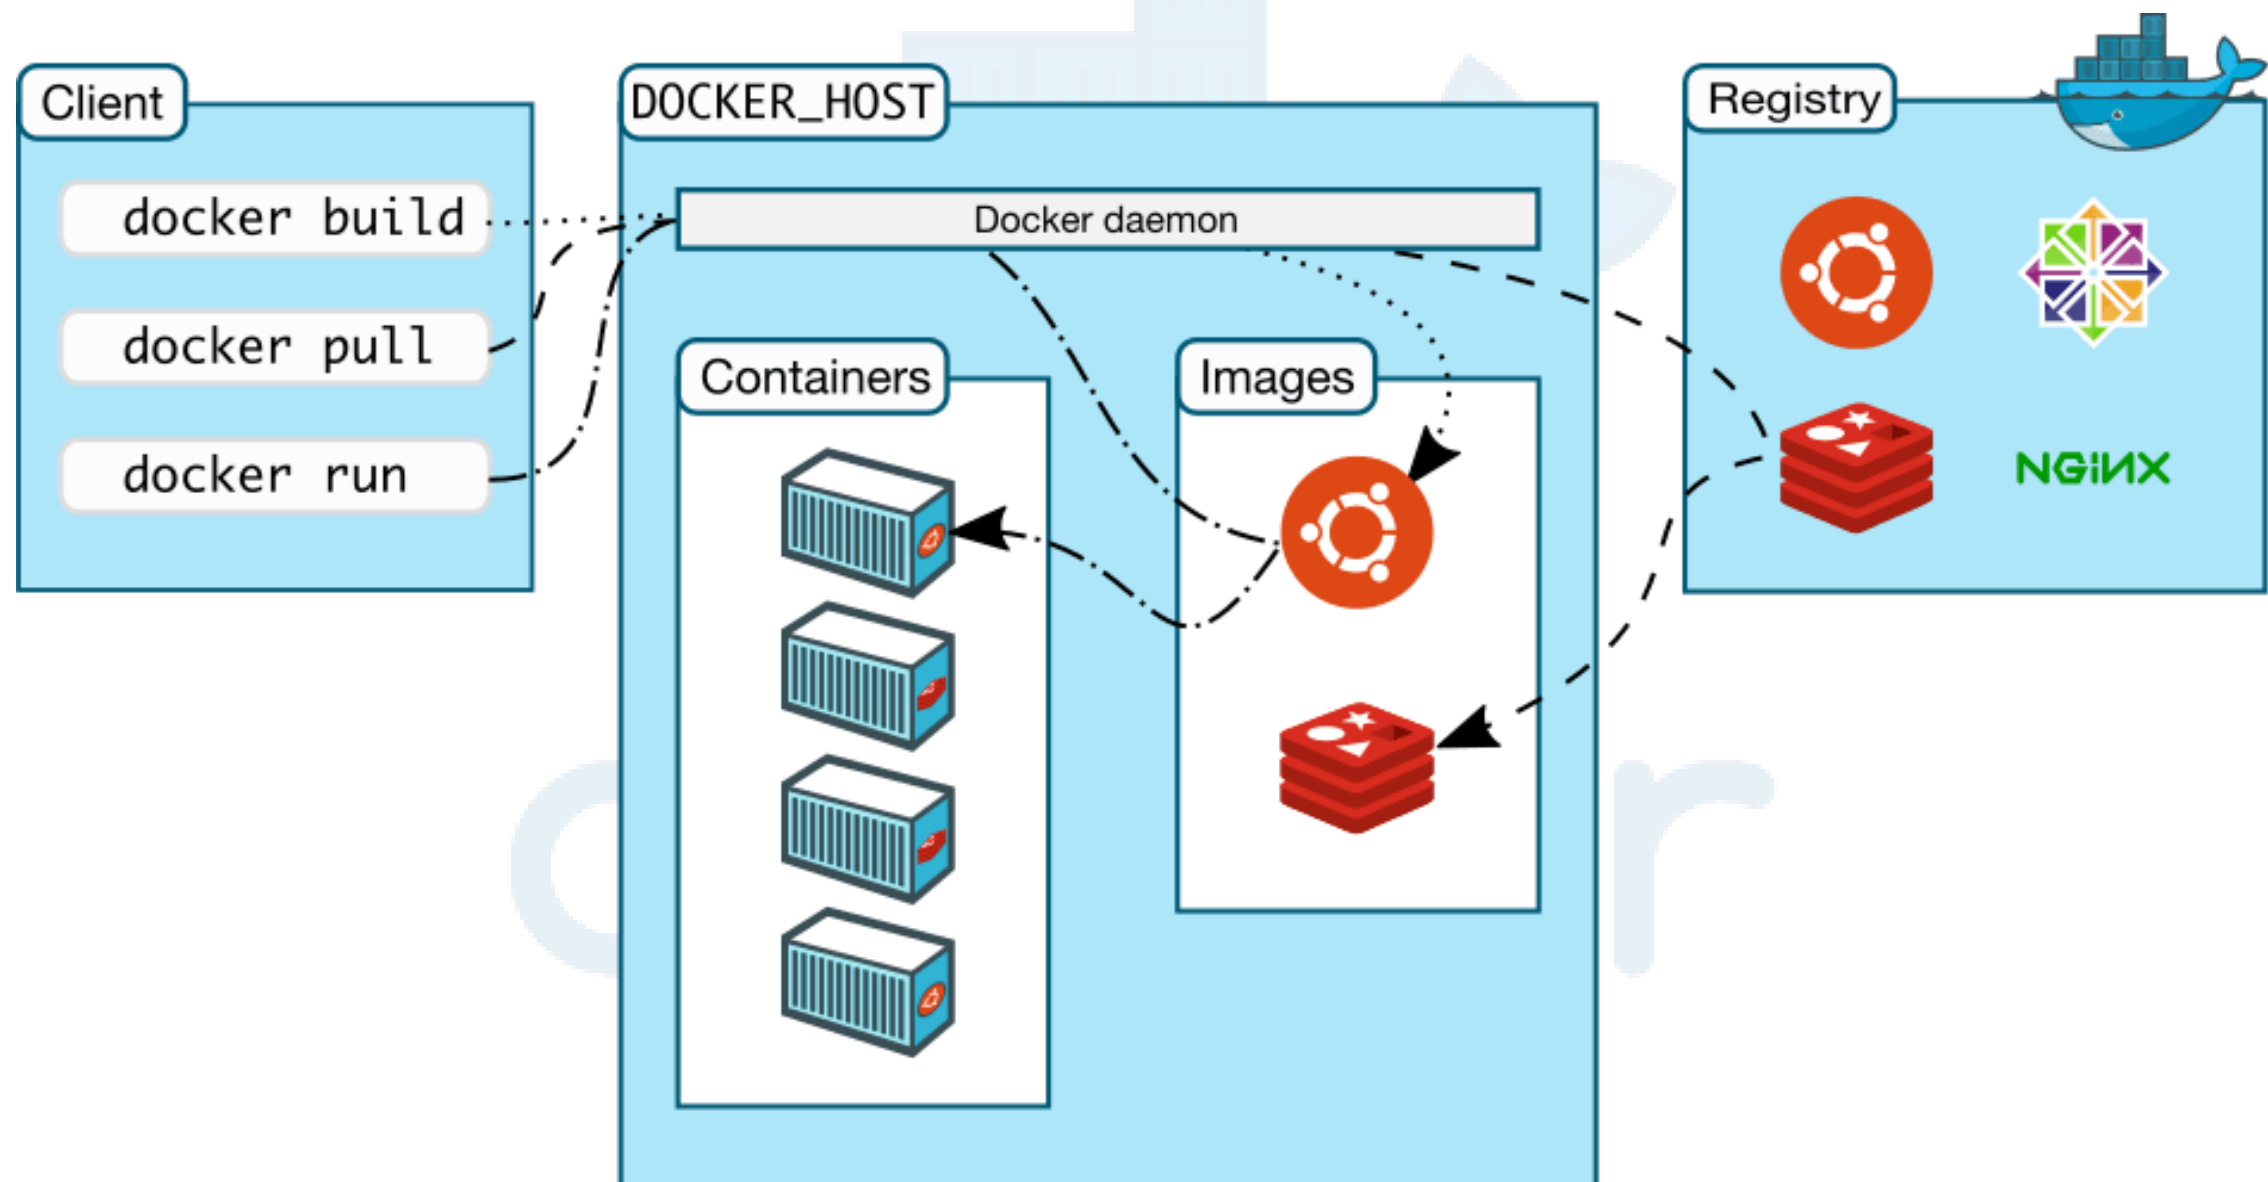 Client
docker build
docker pull
docker run
DOCKER_HOST
Docker daemon
Containers
Images
Registry
NGiNX